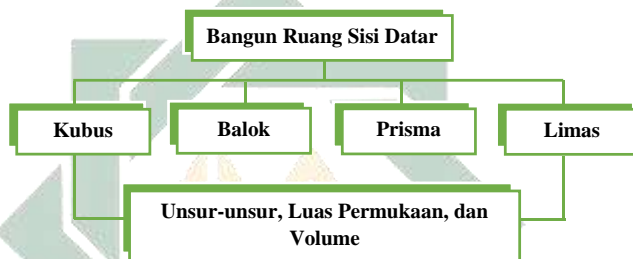 Bangun Ruang Sisi Datar
Kubus
Balok
Prisma
Limas
Unsur-unsur, Luas Permukaan, dan
Volume